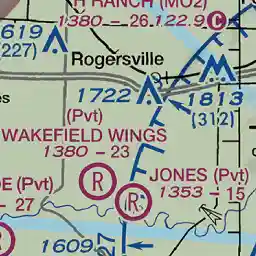 H RANCH (MO2)
619 1380 - 26 122.9 C
(227)
Rogersville
1722 1813
(Pvt) (312)
WAKEFIELD WINGS
1380 - 23
JONES (Pvt)
R 1353 - 15
E (Pvt)
R
- 27
1609
27